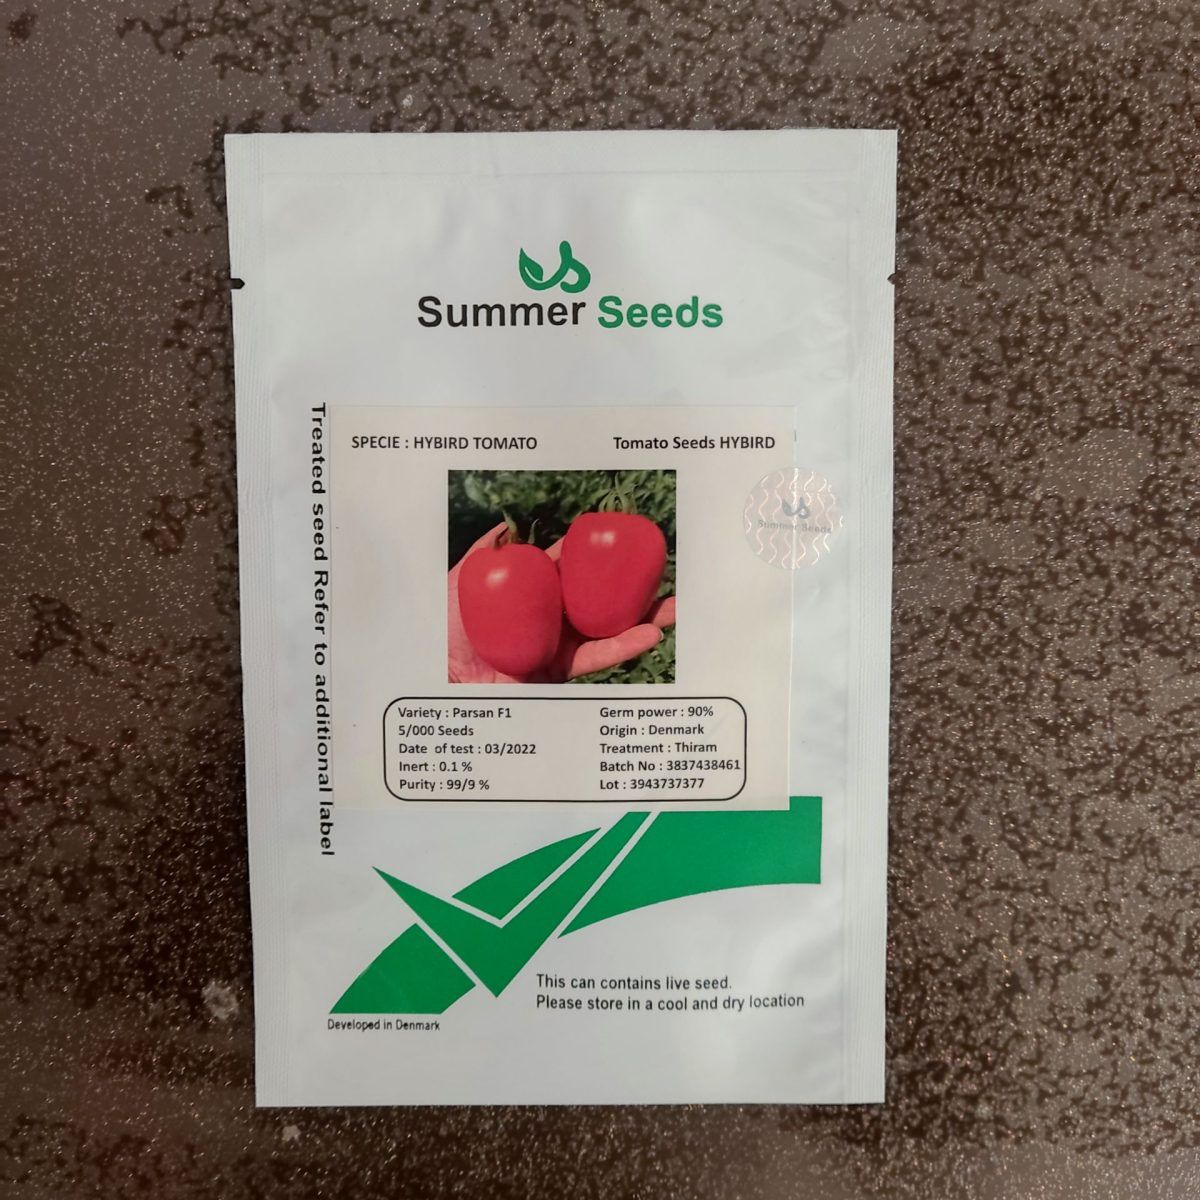 Summer Seeds
Treated seed Refer to additional label
SPECIE : HYBIRD TOMATO
Tomato Seeds HYBIRD
Summer Seeds
Variety : Parsan F1
5/000 Seeds
Date of test : 03/2022
Inert : 0.1 %
Purity : 99/9 %
Germ power : 90%
Origin : Denmark
Treatment : Thiram
Batch No : 3837438461
Lot : 3943737377
This can contains live seed.
Please store in a cool and dry location
Developed in Denmark